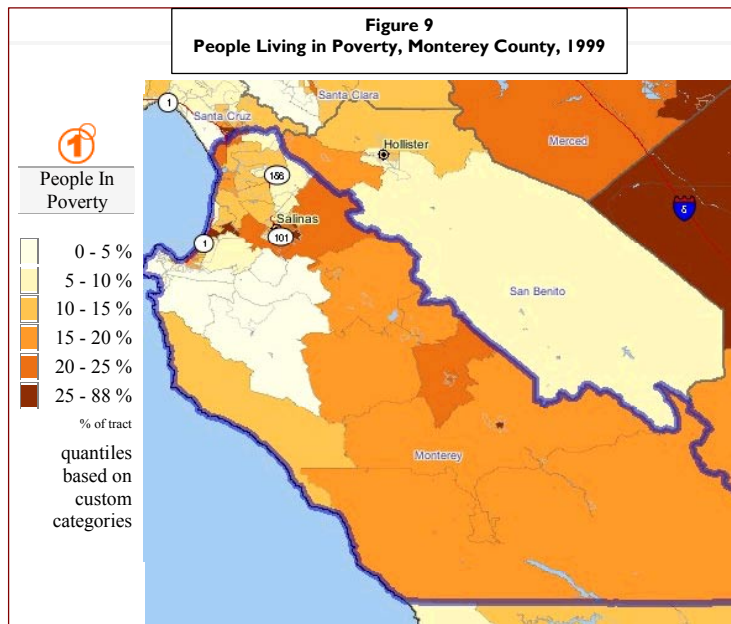 Figure 9
People Living in Poverty, Monterey County, 1999
1
Santa Clara
Santa Cruz
Hollister
Merced
1
People In
Poverty
156
5
Salinas
0 - 5 %
1
101
5 - 10 %
10 - 15 %
San Benito
15 - 20 %
20 - 25 %
25 - 88 %
% of tract
quantiles
based on
custom
categories
Monterey